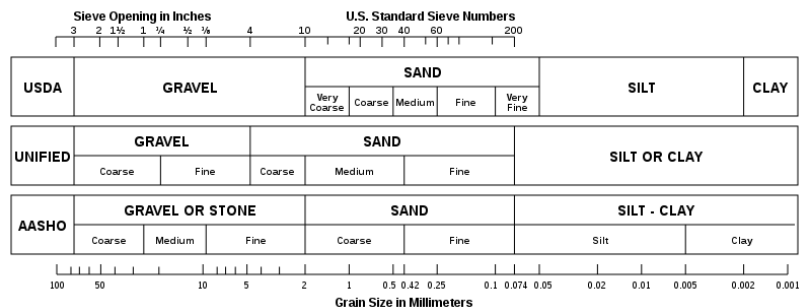 Sieve Opening in Inches U.S. Standard Sieve Numbers
3 2 1½ 1 ¼ ½ ⅜ 4 10 20 30 40 60 200
USDA GRAVEL SAND SILT CLAY
Very Coarse Coarse Medium Fine Very Fine
UNIFIED GRAVEL SAND SILT OR CLAY
Coarse Fine Coarse Medium Fine
AASHO GRAVEL OR STONE SAND SILT - CLAY
Coarse Medium Fine Coarse Fine Silt Clay
100 50 10 5 2 1 0.5 0.42 0.25 0.1 0.074 0.05 0.02 0.01 0.005 0.002 0.001
Grain Size in Millimeters